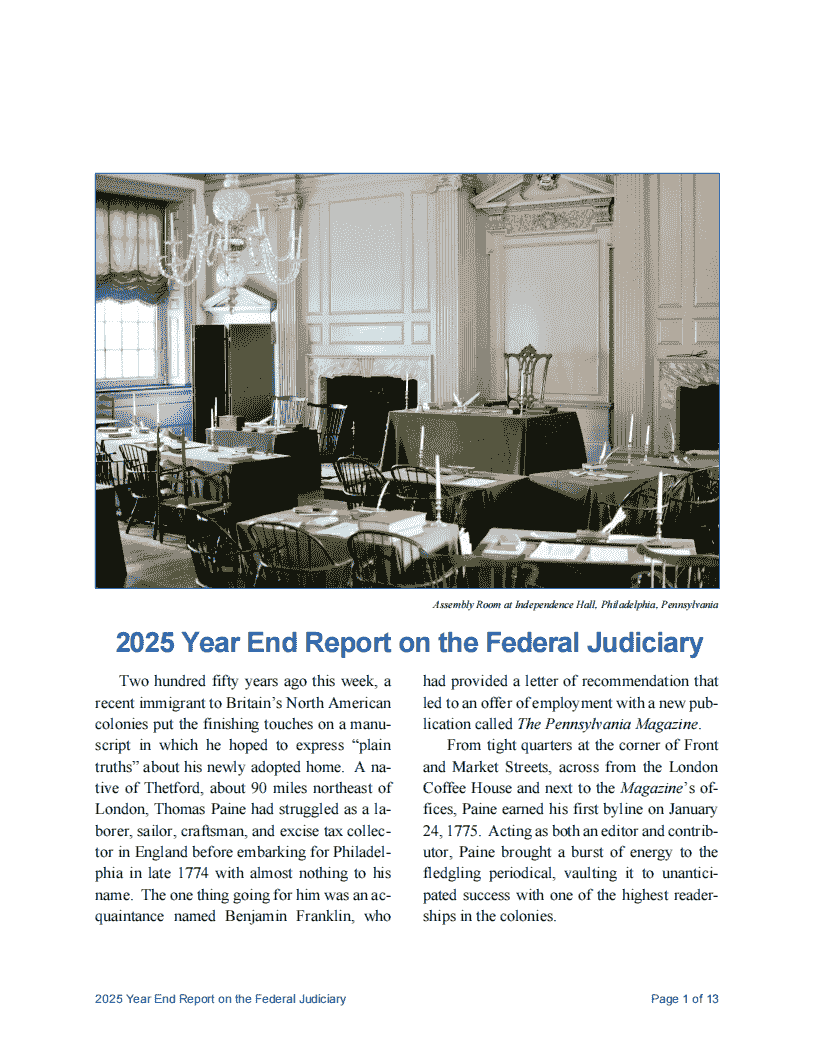 Assembly Room at Independence Hall, Philadelphia, Pennsylvania
2025 Year End Report on the Federal Judiciary
Two hundred fifty years ago this week, a
recent immigrant to Britain’s North American
colonies put the finishing touches on a manu-
script in which he hoped to express “plain
truths” about his newly adopted home. A na-
tive of Thetford, about 90 miles northeast of
London, Thomas Paine had struggled as a la-
borer, sailor, craftsman, and excise tax collec-
tor in England before embarking for Philadel-
phia in late 1774 with almost nothing to his
name. The one thing going for him was an ac-
quaintance named Benjamin Franklin, who
had provided a letter of recommendation that
led to an offer of employment with a new pub-
lication called The Pennsylvania Magazine.
From tight quarters at the corner of Front
and Market Streets, across from the London
Coffee House and next to the Magazine’s of-
fices, Paine earned his first byline on January
24, 1775. Acting as both an editor and contrib-
utor, Paine brought a burst of energy to the
fledgling periodical, vaulting it to unantici-
pated success with one of the highest reader-
ships in the colonies.
2025 Year End Report on the Federal Judiciary
Page 1 of 13